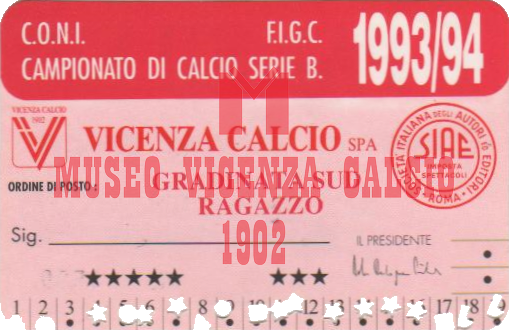 C.O.N.I. F.I.G.C. 1993/94
CAMPIONATO DI CALCIO SERIE B.
VICENZA CALCIO
1902
VICENZA CALCIO SPA
SOCIETÀ ITALIANA DEGLI AUTORI ED EDITORI
SIAE
IMPOSTA
SPETTACOLI
ROMA
M
MUSEO VICENZA CALCIO
1902
ORDINE DI POSTO:
GRADINATA SUD
RAGAZZO
Sig.
IL PRESIDENTE
★★★★★ ★★★
1 2 3 4 5 6 7 8 9 10 11 12 13 14 15 16 17 18 19